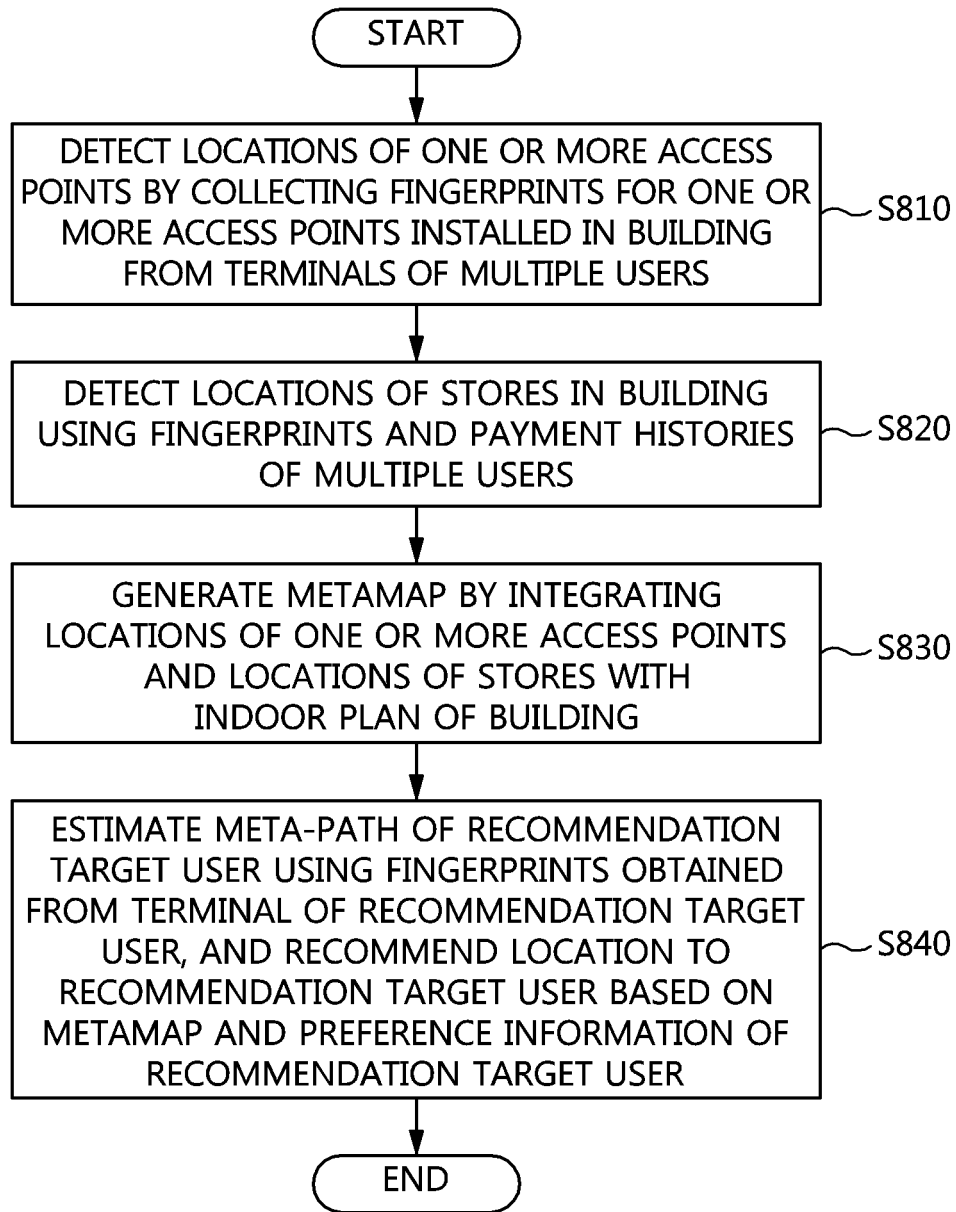 START
DETECT LOCATIONS OF ONE OR MORE ACCESS
POINTS BY COLLECTING FINGERPRINTS FOR ONE OR
MORE ACCESS POINTS INSTALLED IN BUILDING
FROM TERMINALS OF MULTIPLE USERS
S810
DETECT LOCATIONS OF STORES IN BUILDING
USING FINGERPRINTS AND PAYMENT HISTORIES
OF MULTIPLE USERS
S820
GENERATE METAMAP BY INTEGRATING
LOCATIONS OF ONE OR MORE ACCESS POINTS
AND LOCATIONS OF STORES WITH
INDOOR PLAN OF BUILDING
S830
ESTIMATE META-PATH OF RECOMMENDATION
TARGET USER USING FINGERPRINTS OBTAINED
FROM TERMINAL OF RECOMMENDATION TARGET
USER, AND RECOMMEND LOCATION TO
RECOMMENDATION TARGET USER BASED ON
METAMAP AND PREFERENCE INFORMATION OF
RECOMMENDATION TARGET USER
S840
END